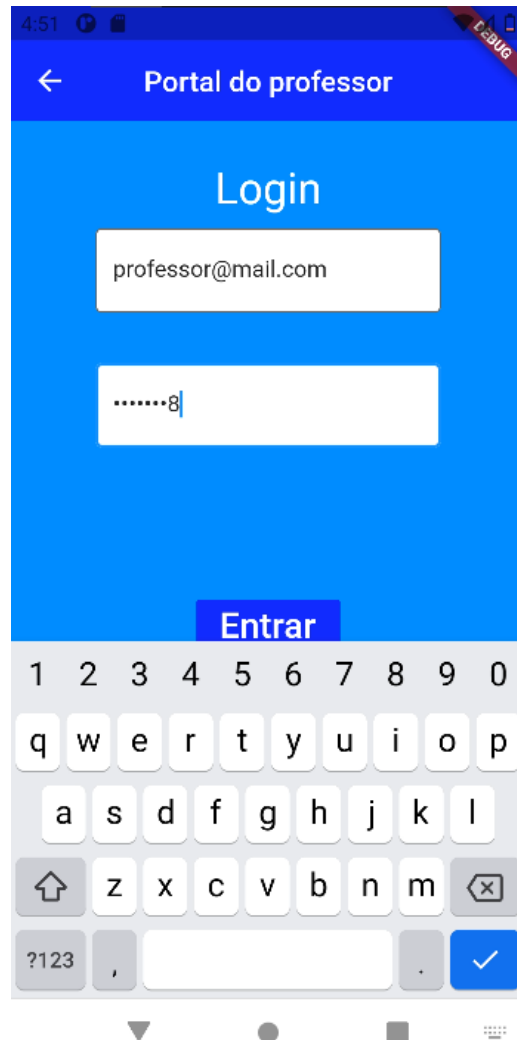 4:51
DEBUG
Portal do professor
Login
professor@mail.com
•••••••8
Entrar
1 2 3 4 5 6 7 8 9 0
q w e r t y u i o p
a s d f g h j k l
z x c v b n m
?123 , .